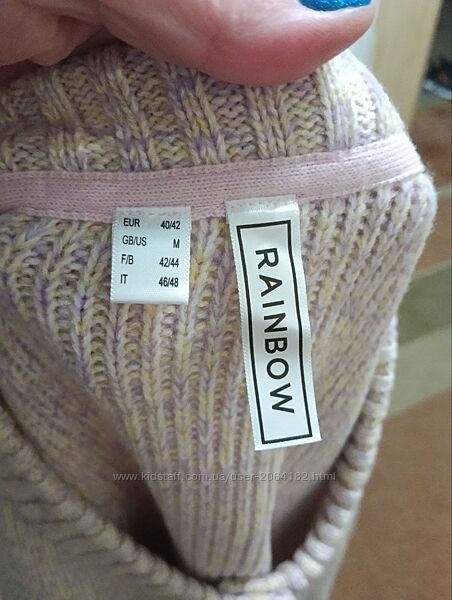 EUR 40/42
GB/US M
F/B 42/44
IT 46/48
RAINBOW
www.kidstaff.com.ua/user-2064182.html